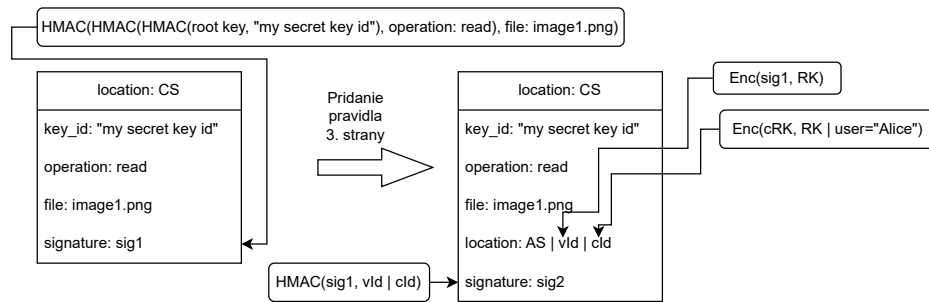 HMAC(HMAC(HMAC(root key, "my secret key id"), operation: read), file: image1.png)
location: CS
key_id: "my secret key id"
operation: read
file: image1.png
signature: sig1
Pridanie
pravidla
3. strany
location: CS
key_id: "my secret key id"
operation: read
file: image1.png
location: AS | vId | cId
signature: sig2
Enc(sig1, RK)
Enc(cRK, RK | user="Alice")
HMAC(sig1, vId | cId)